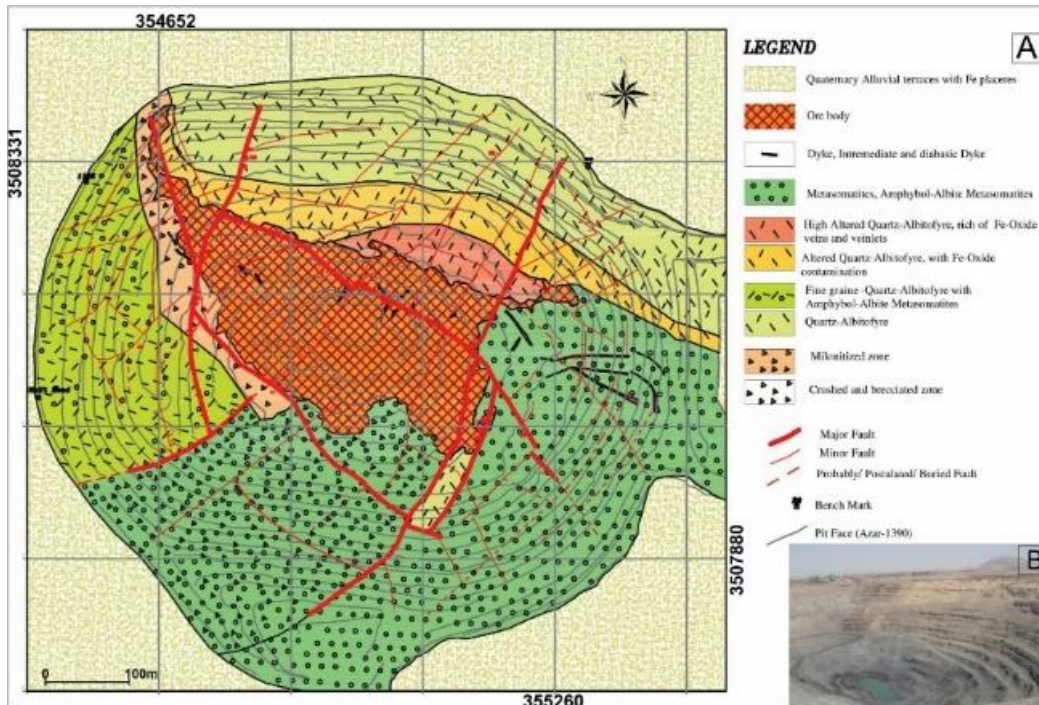 354652
3508331
3507880
355260
0 100m
LEGEND
A
Quaternary Alluvial terraces with Fe placeres
Ore body
Dyke, Intremediate and diabasic Dyke
Metasomatites, Amphybol-Albite Metasomatites
High Altered Quartz-Albitofyre, rich of Fe-Oxide
veins and veinlets
Altered Quartz-Albitofyre, with Fe-Oxide
contamination
Fine graine -Quartz-Albitofyre with
Amphybol-Albite Metasomatites
Quartz-Albitofyre
Milonitized zone
Crushed and brecciated zone
Major Fault
Minor Fault
Probably/ Postulated/ Buried Fault
Bench Mark
Pit Face (Azar-1390)
B